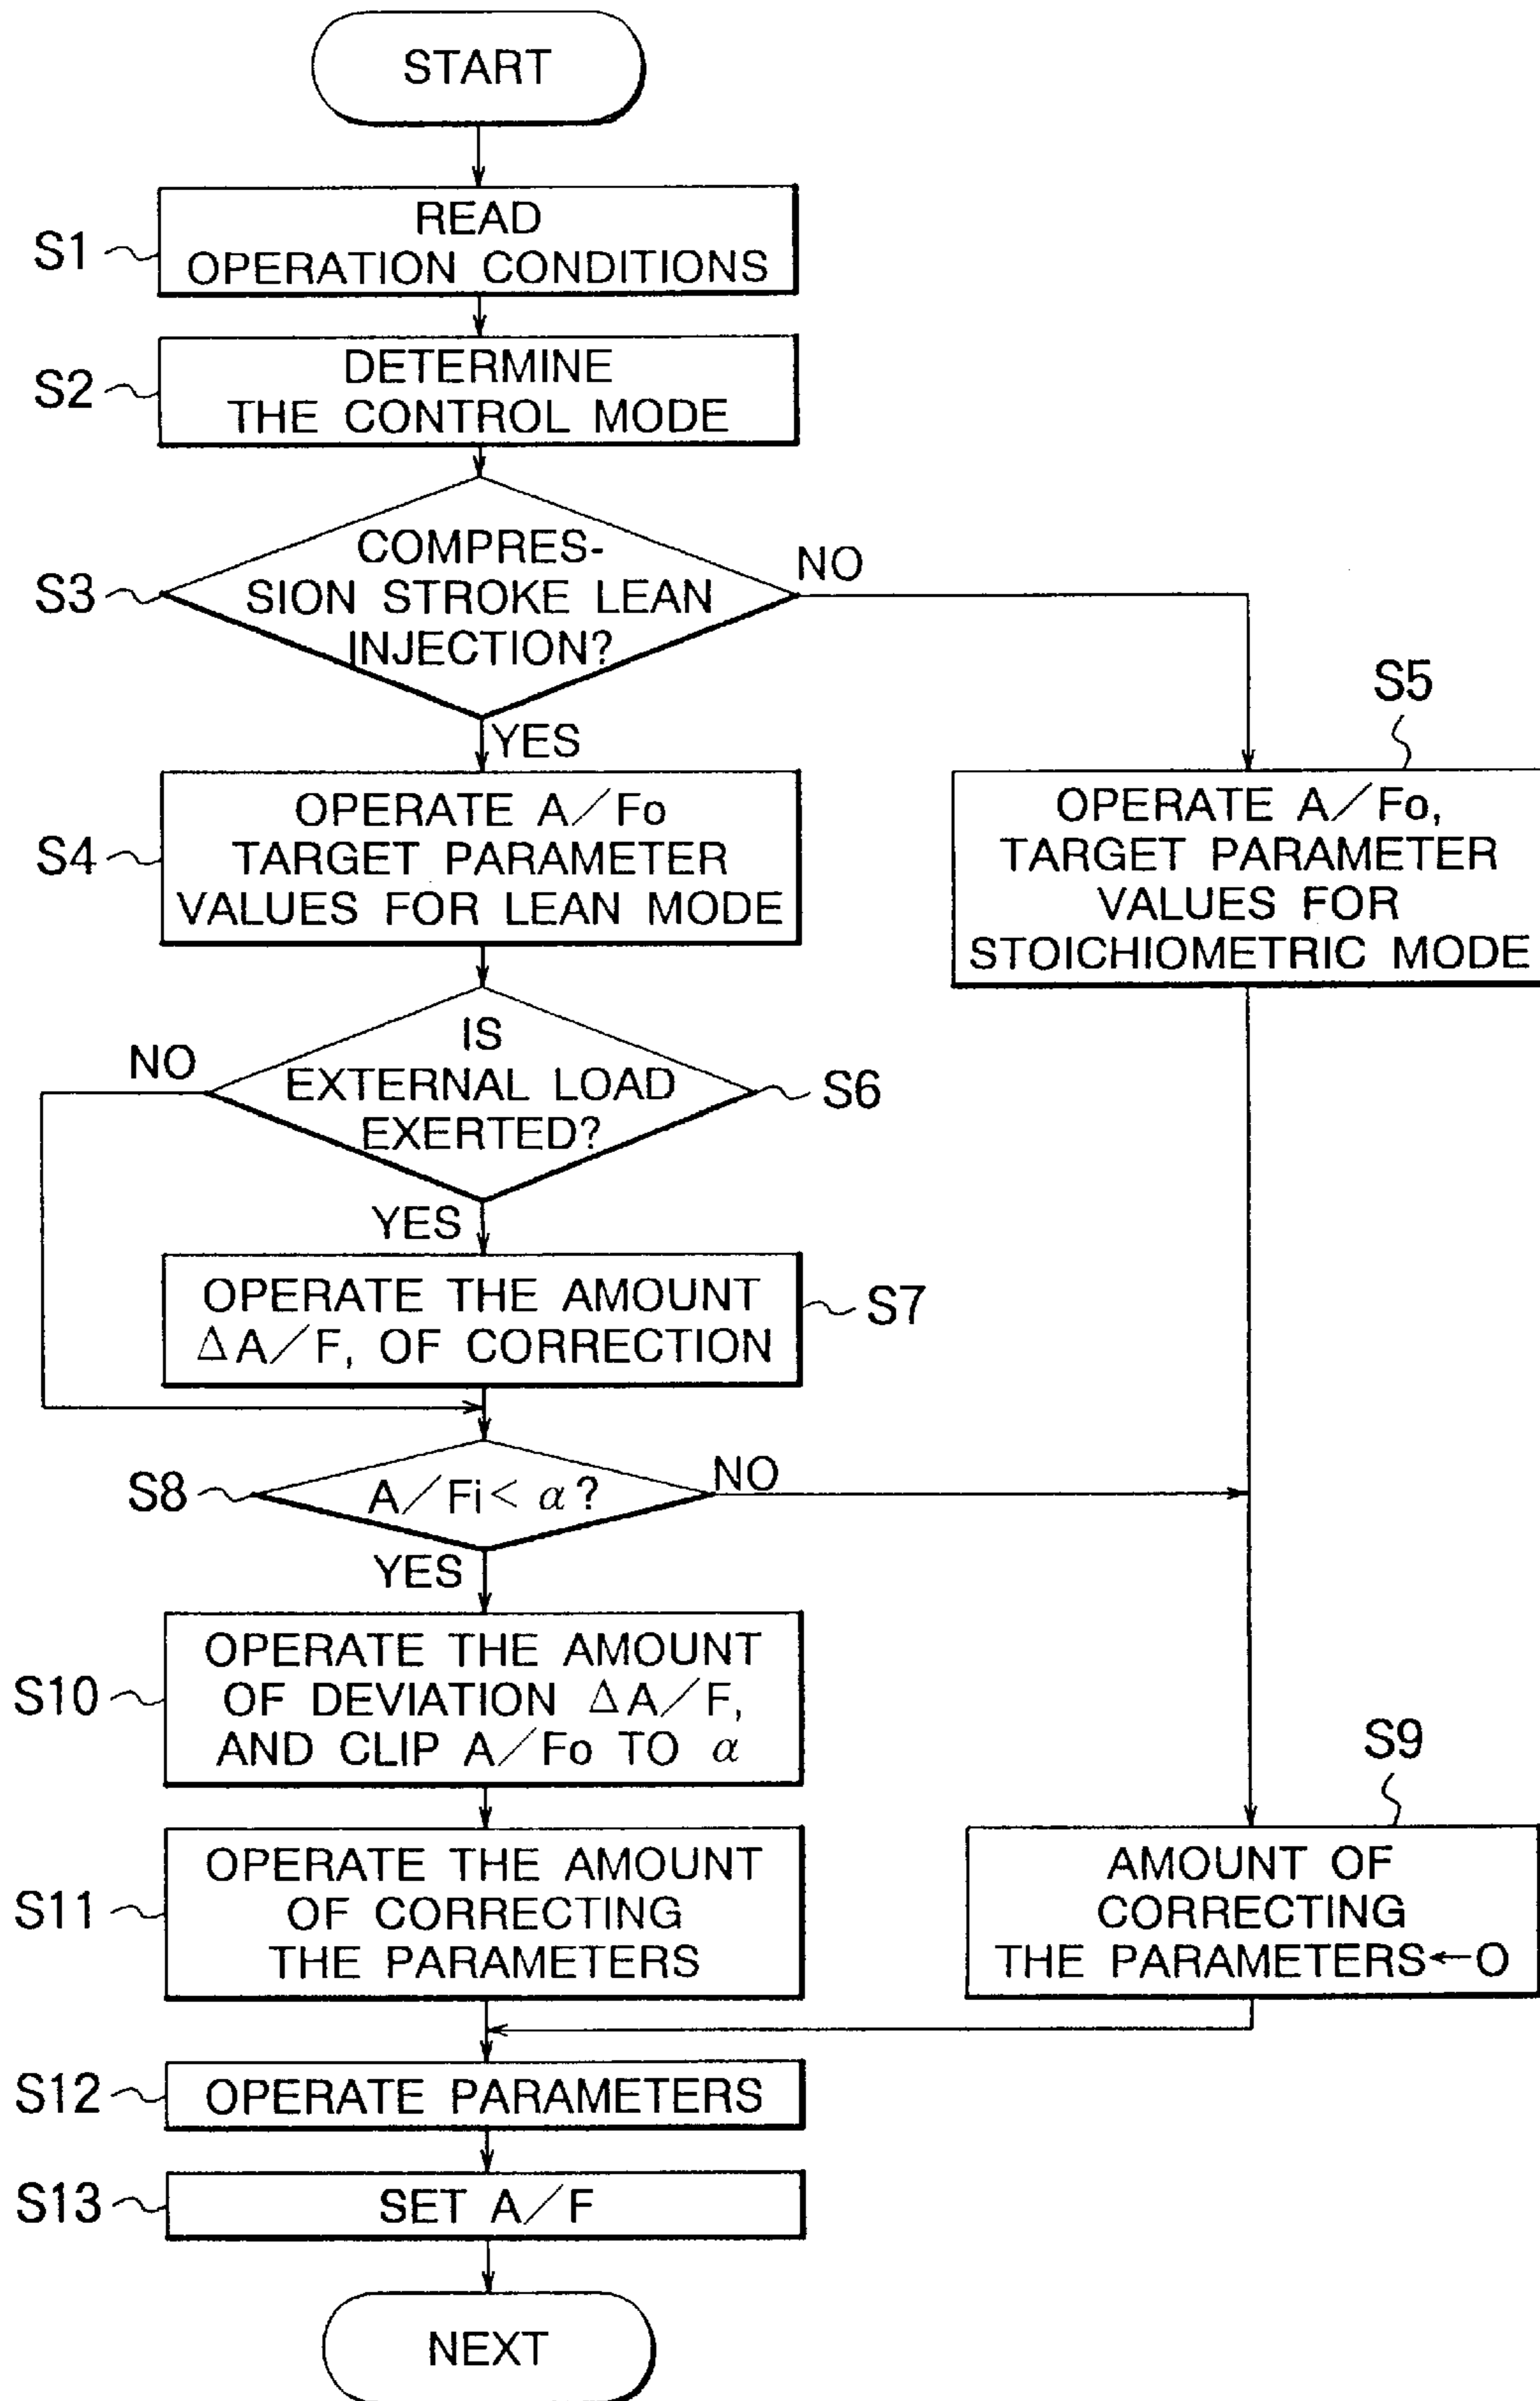 START
S1
READ
OPERATION CONDITIONS
S2
DETERMINE
THE CONTROL MODE
S3
COMPRES-
SION STROKE LEAN
INJECTION?
NO
YES
S4
OPERATE A/Fo
TARGET PARAMETER
VALUES FOR LEAN MODE
S5
OPERATE A/Fo,
TARGET PARAMETER
VALUES FOR
STOICHIOMETRIC MODE
NO
IS
EXTERNAL LOAD
EXERTED?
S6
YES
OPERATE THE AMOUNT
ΔA/F, OF CORRECTION
S7
S8
A/Fi< α?
NO
YES
S10
OPERATE THE AMOUNT
OF DEVIATION ΔA/F,
AND CLIP A/Fo TO α
S9
AMOUNT OF
CORRECTING
THE PARAMETERS←O
S11
OPERATE THE AMOUNT
OF CORRECTING
THE PARAMETERS
S12
OPERATE PARAMETERS
S13
SET A/F
NEXT